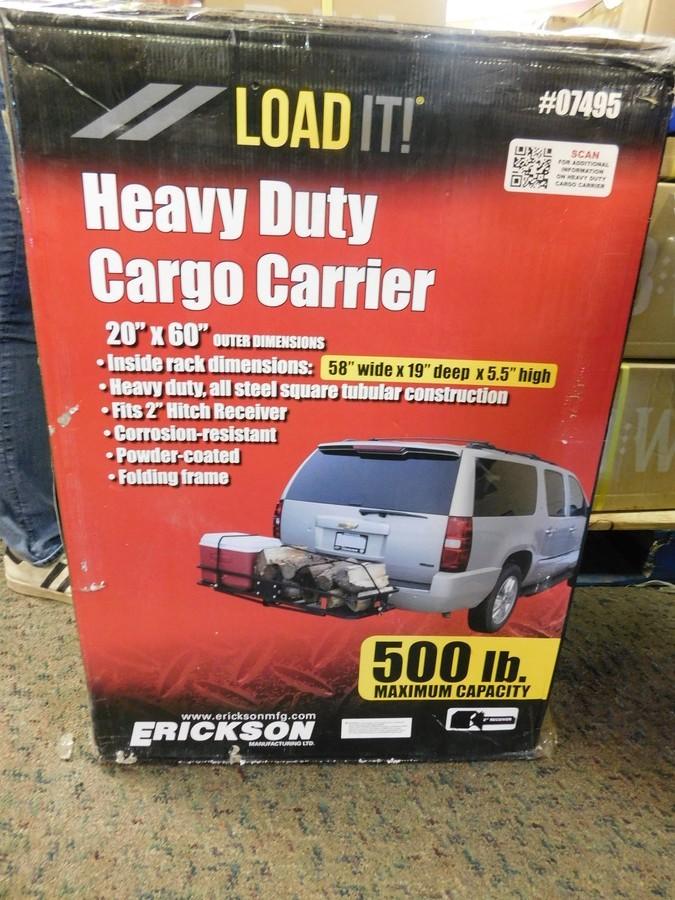 LOAD IT!®
#07495
SCAN
FOR ADDITIONAL
INFORMATION
ON HEAVY DUTY
CARGO CARRIER
Heavy Duty
Cargo Carrier
20" x 60" OUTER DIMENSIONS
• Inside rack dimensions: 58" wide x 19" deep x 5.5" high
• Heavy duty, all steel square tubular construction
• Fits 2" Hitch Receiver
• Corrosion-resistant
• Powder-coated
• Folding frame
500 lb.
MAXIMUM CAPACITY
www.ericksonmfg.com
ERICKSON
MANUFACTURING LTD.
2" RECEIVER
W